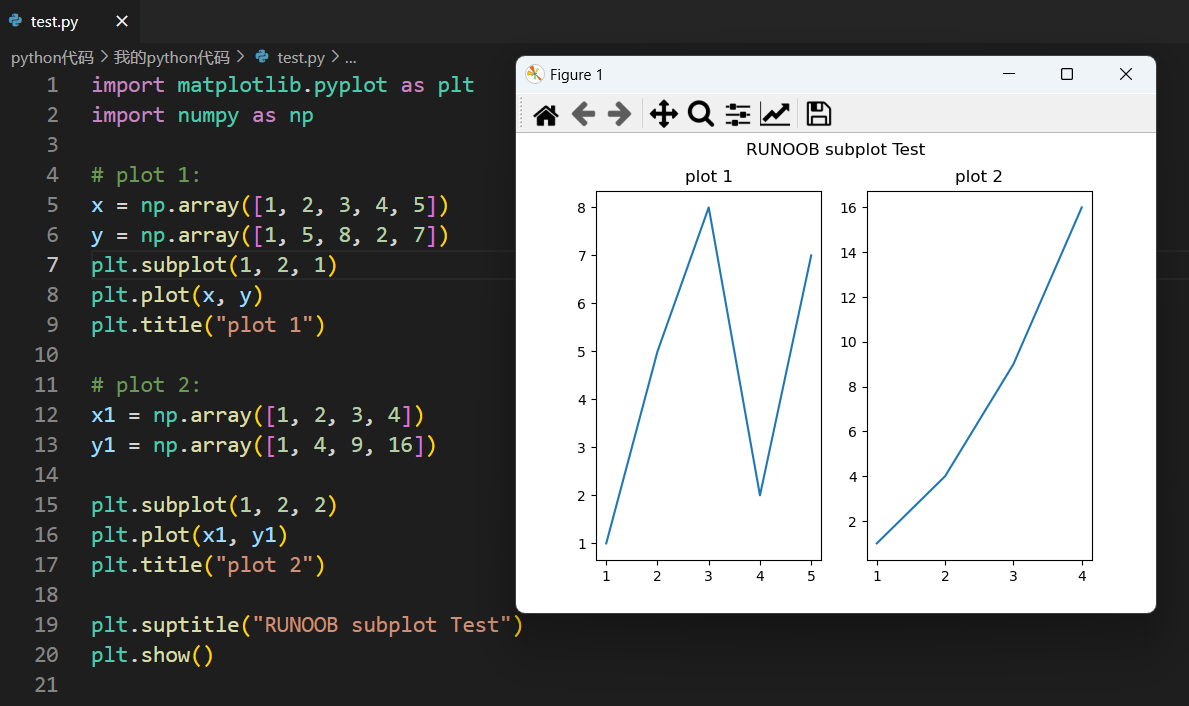 test.py
python代码 > 我的python代码 > test.py > ...
1 import matplotlib.pyplot as plt
2 import numpy as np
3
4 # plot 1:
5 x = np.array([1, 2, 3, 4, 5])
6 y = np.array([1, 5, 8, 2, 7])
7 plt.subplot(1, 2, 1)
8 plt.plot(x, y)
9 plt.title("plot 1")
10
11 # plot 2:
12 x1 = np.array([1, 2, 3, 4])
13 y1 = np.array([1, 4, 9, 16])
14
15 plt.subplot(1, 2, 2)
16 plt.plot(x1, y1)
17 plt.title("plot 2")
18
19 plt.suptitle("RUNOOB subplot Test")
20 plt.show()
21
Figure 1
RUNOOB subplot Test
plot 1
8
7
6
5
4
3
2
1
1 2 3 4 5
plot 2
16
14
12
10
8
6
4
2
1 2 3 4